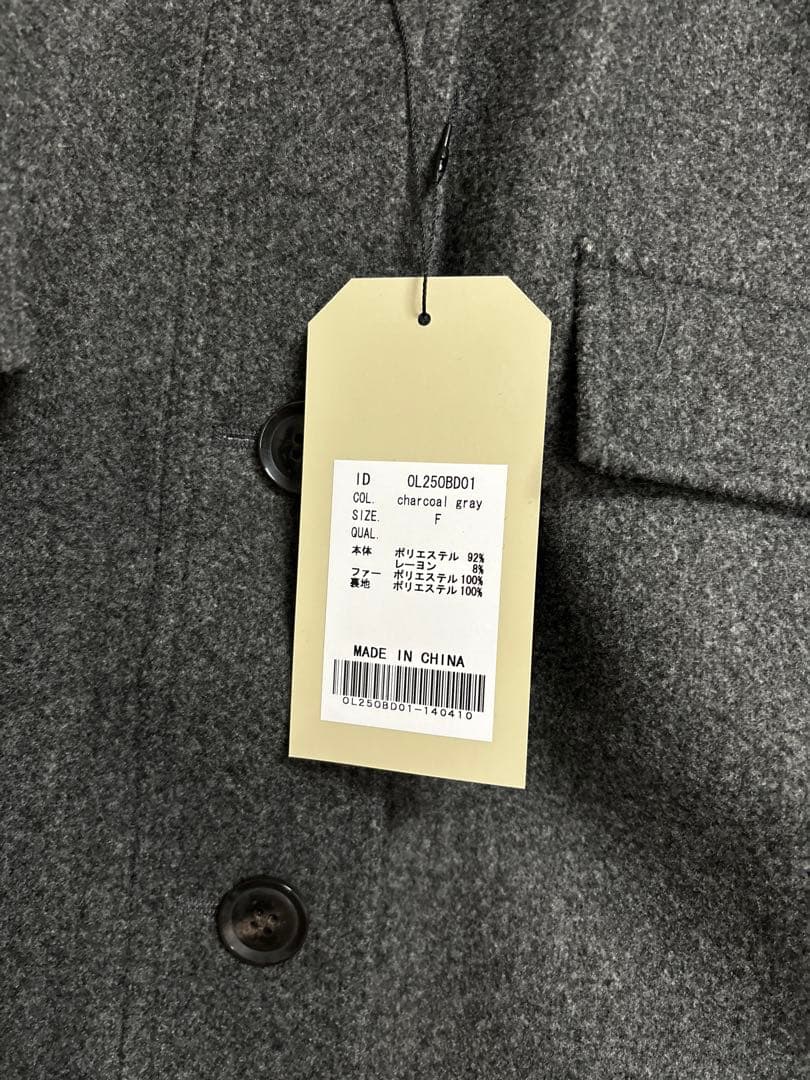 ID OL250BD01
COL. charcoal gray
SIZE. F
QUAL.
本体 ポリエステル 92%
レーヨン 8%
ファー ポリエステル 100%
裏地 ポリエステル 100%
MADE IN CHINA
OL250BD01-140410